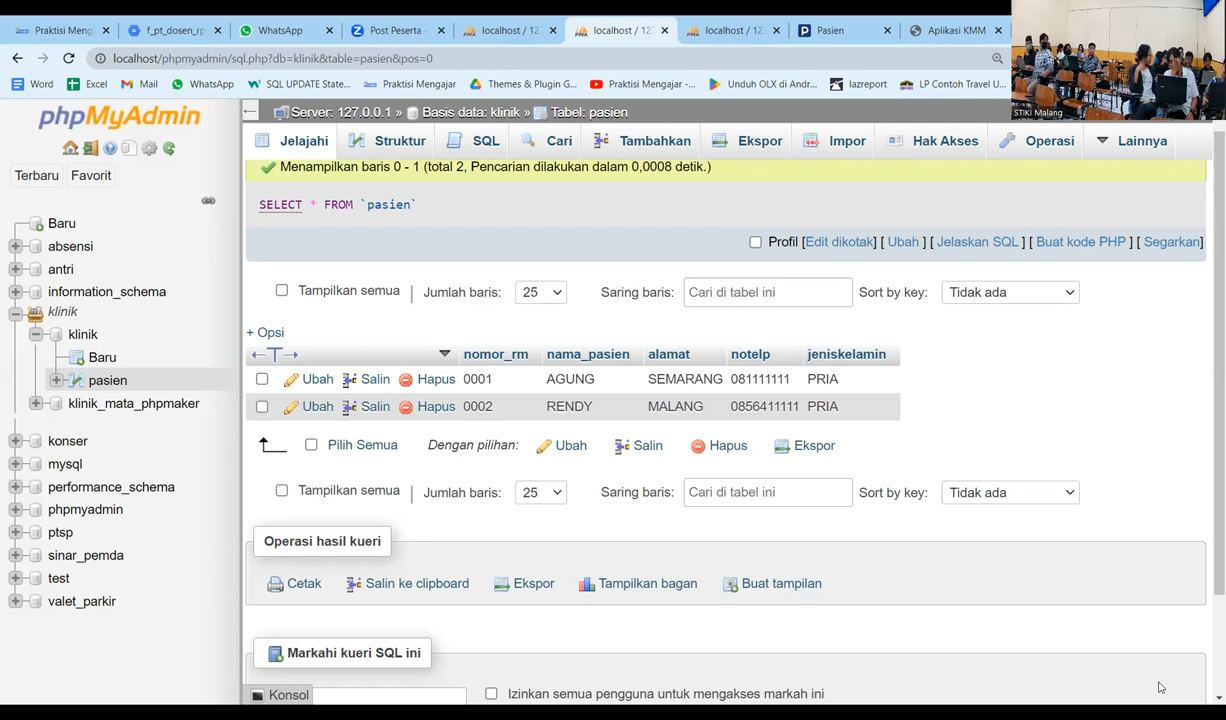 Praktisi Meng
f_pt_dosen_rp
WhatsApp
Post Peserta -
localhost / 12
localhost / 12
localhost / 12
Pasien
Aplikasi KMM
localhost/phpmyadmin/sql.php?db=klinik&table=pasien&pos=0
Word
Excel
Mail
WhatsApp
SQL UPDATE State...
Praktisi Mengajar
Themes & Plugin G...
Praktisi Mengajar -...
Unduh OLX di Andr...
lazreport
LP Contoh Travel U...
STIKI Malang
phpMyAdmin
Terbaru Favorit
Baru
absensi
antri
information_schema
klinik
klinik
Baru
pasien
klinik_mata_phpmaker
konser
mysql
performance_schema
phpmyadmin
ptsp
sinar_pemda
test
valet_parkir
Server: 127.0.0.1 » Basis data: klinik » Tabel: pasien
Jelajahi Struktur SQL Cari Tambahkan Ekspor Impor Hak Akses Operasi Lainnya
Menampilkan baris 0 - 1 (total 2, Pencarian dilakukan dalam 0,0008 detik.)
SELECT * FROM `pasien`
Profil [Edit dikotak] [ Ubah ] [ Jelaskan SQL ] [ Buat kode PHP ] [ Segarkan]
Tampilkan semua | Jumlah baris: 25 Saring baris: Cari di tabel ini Sort by key: Tidak ada
+ Opsi
nomor_rm nama_pasien alamat notelp jeniskelamin
Ubah Salin Hapus 0001 AGUNG SEMARANG 081111111 PRIA
Ubah Salin Hapus 0002 RENDY MALANG 0856411111 PRIA
Pilih Semua Dengan pilihan: Ubah Salin Hapus Ekspor
Tampilkan semua | Jumlah baris: 25 Saring baris: Cari di tabel ini Sort by key: Tidak ada
Operasi hasil kueri
Cetak Salin ke clipboard Ekspor Tampilkan bagan Buat tampilan
Markahi kueri SQL ini
Konsol
Izinkan semua pengguna untuk mengakses markah ini